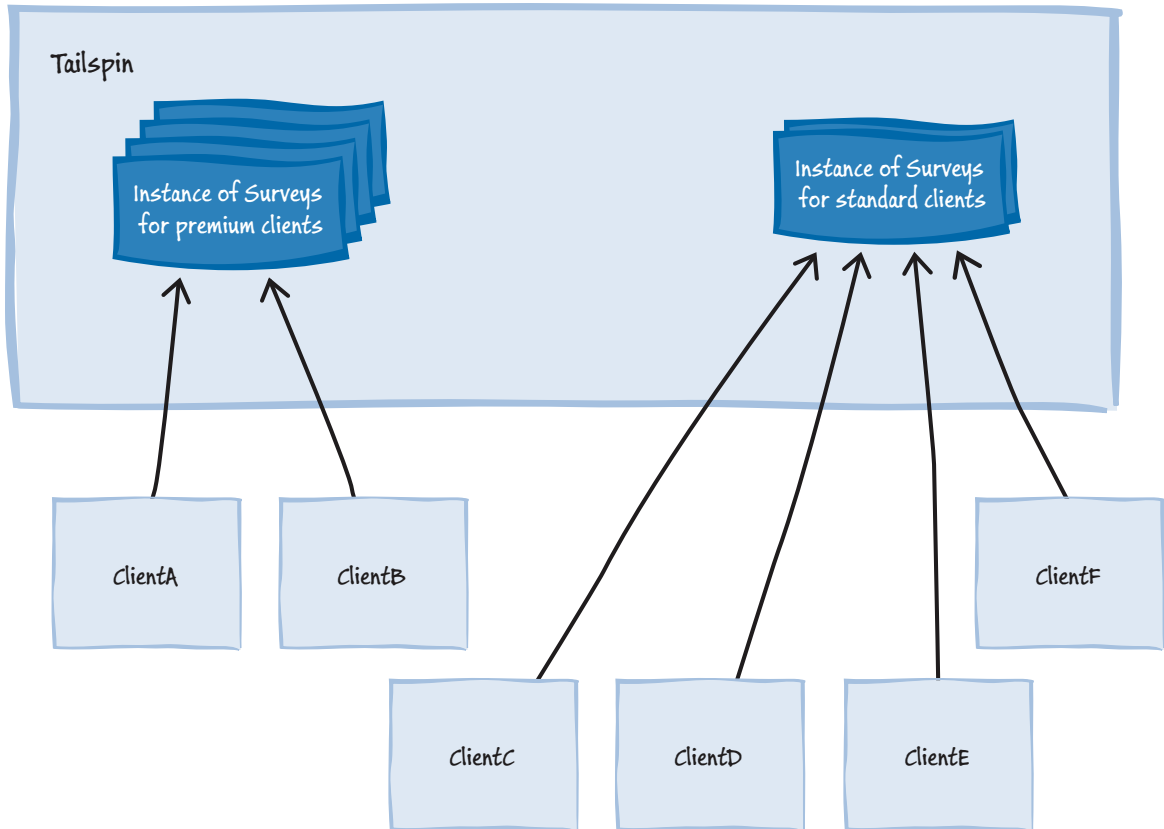 Tailspin
Instance of Surveys
for premium clients
Instance of Surveys
for standard clients
ClientA
ClientB
ClientF
ClientC
ClientD
ClientE